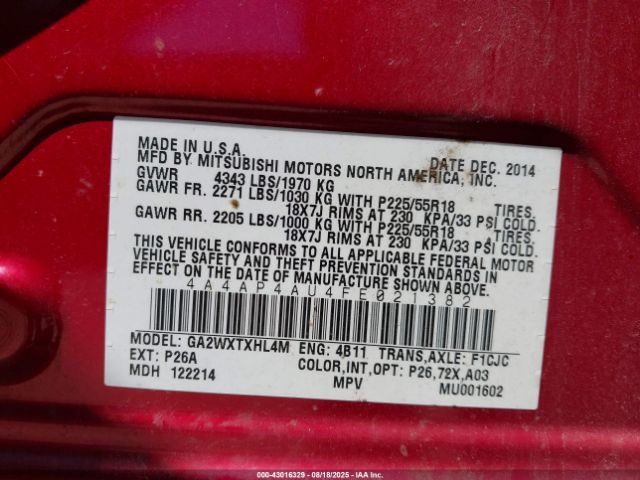 MADE IN U.S.A. DATE DEC. 2014
MFD BY MITSUBISHI MOTORS NORTH AMERICA, INC.
GVWR 4343 LBS/1970 KG
GAWR FR. 2271 LBS/1030 KG WITH P225/55R18 TIRES.
18X7J RIMS AT 230 KPA/33 PSI COLD.
GAWR RR. 2205 LBS/1000 KG WITH P225/55R18 TIRES.
18X7J RIMS AT 230 KPA/33 PSI COLD.
THIS VEHICLE CONFORMS TO ALL APPLICABLE FEDERAL MOTOR
VEHICLE SAFETY AND THEFT PREVENTION STANDARDS IN
EFFECT ON THE DATE OF MANUFACTURE SHOWN ABOVE.
4A4AP4AU4FE021382
MODEL: GA2WXTXHL4M ENG: 4B11 TRANS,AXLE: F1CJC
EXT: P26A COLOR,INT,OPT: P26,72X,A03
MDH 122214 MPV MU001602
000-43016329 - 08/18/2025 - IAA Inc.